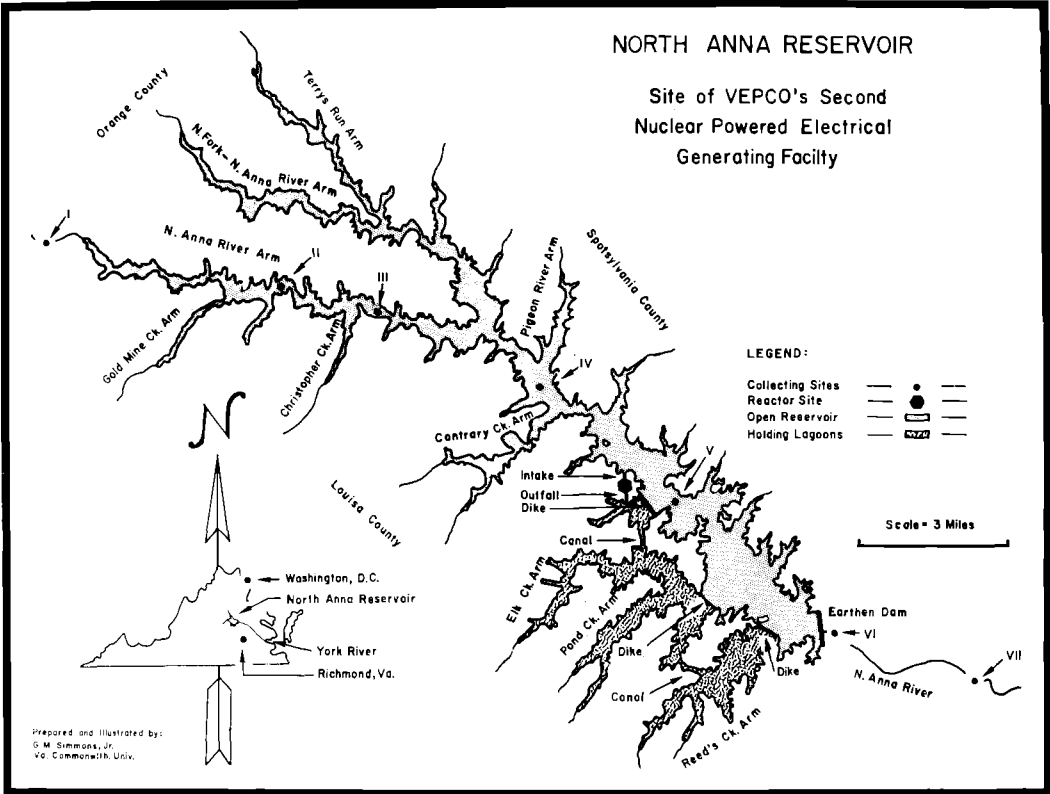 NORTH ANNA RESERVOIR
Site of VEPCO's Second
Nuclear Powered Electrical
Generating Facilty
Orange County
Terrys Run Arm
N. Fork - N. Anna River Arm
I
N. Anna River Arm
II
III
Gold Mine Ck. Arm
Christopher Ck. Arm
Pigeon River Arm
Spotsylvania County
IV
Contrary Ck. Arm
LEGEND:
Collecting Sites
Reactor Site
Open Reservoir
Holding Lagoons
N
V
Intake
Outfall
Dike
Louisa County
Canal
Scale = 3 Miles
Elk Ck. Arm
Pond Ck. Arm
Dike
Canal
Reed's Ck. Arm
Dike
Earthen Dam
VI
N. Anna River
VII
Washington, D.C.
North Anna Reservoir
York River
Richmond, Va.
Prepared and Illustrated by:
G. M. Simmons, Jr.
Va. Commonwlth. Univ.